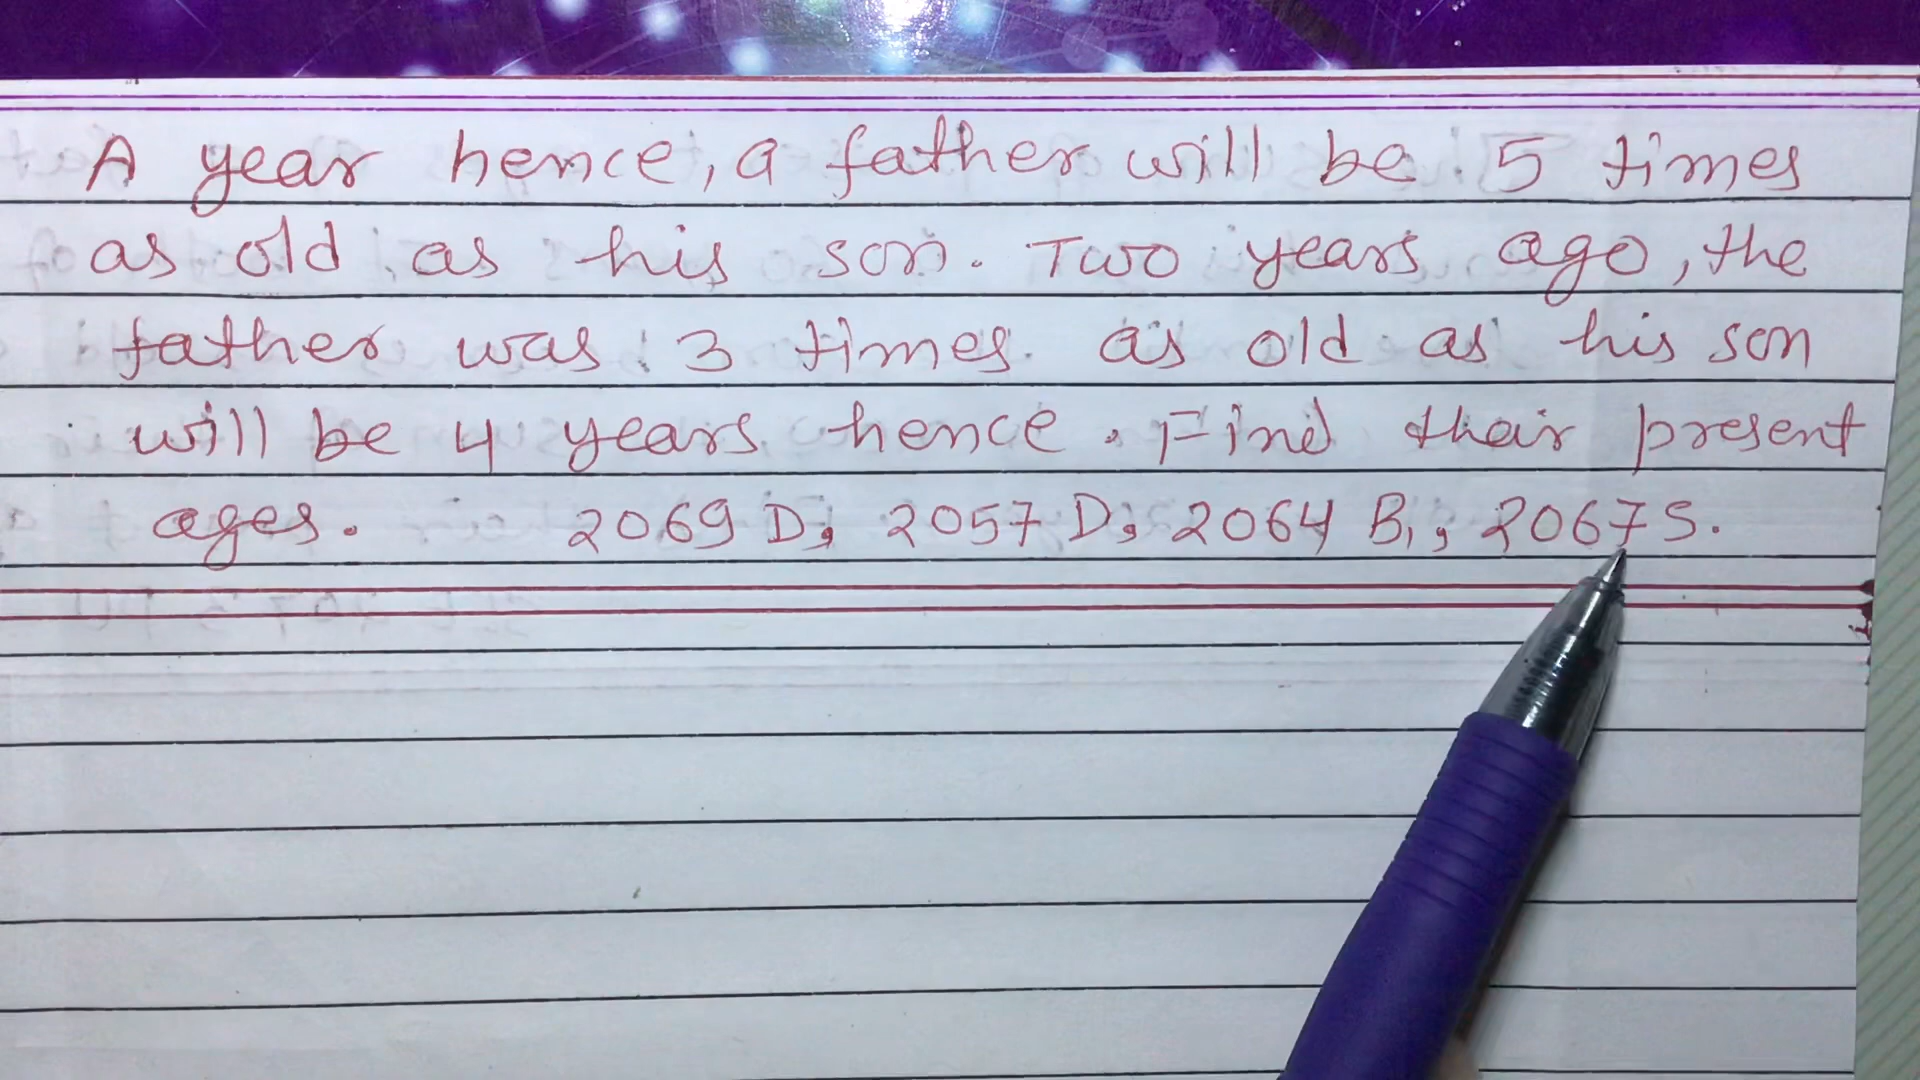 A year hence, a father will be 5 times
as old as his son. Two years ago, the
father was 3 times as old as his son
will be 4 years hence. Find their present
ages. 2069 D, 2057 D, 2064 B, , 2067 S.